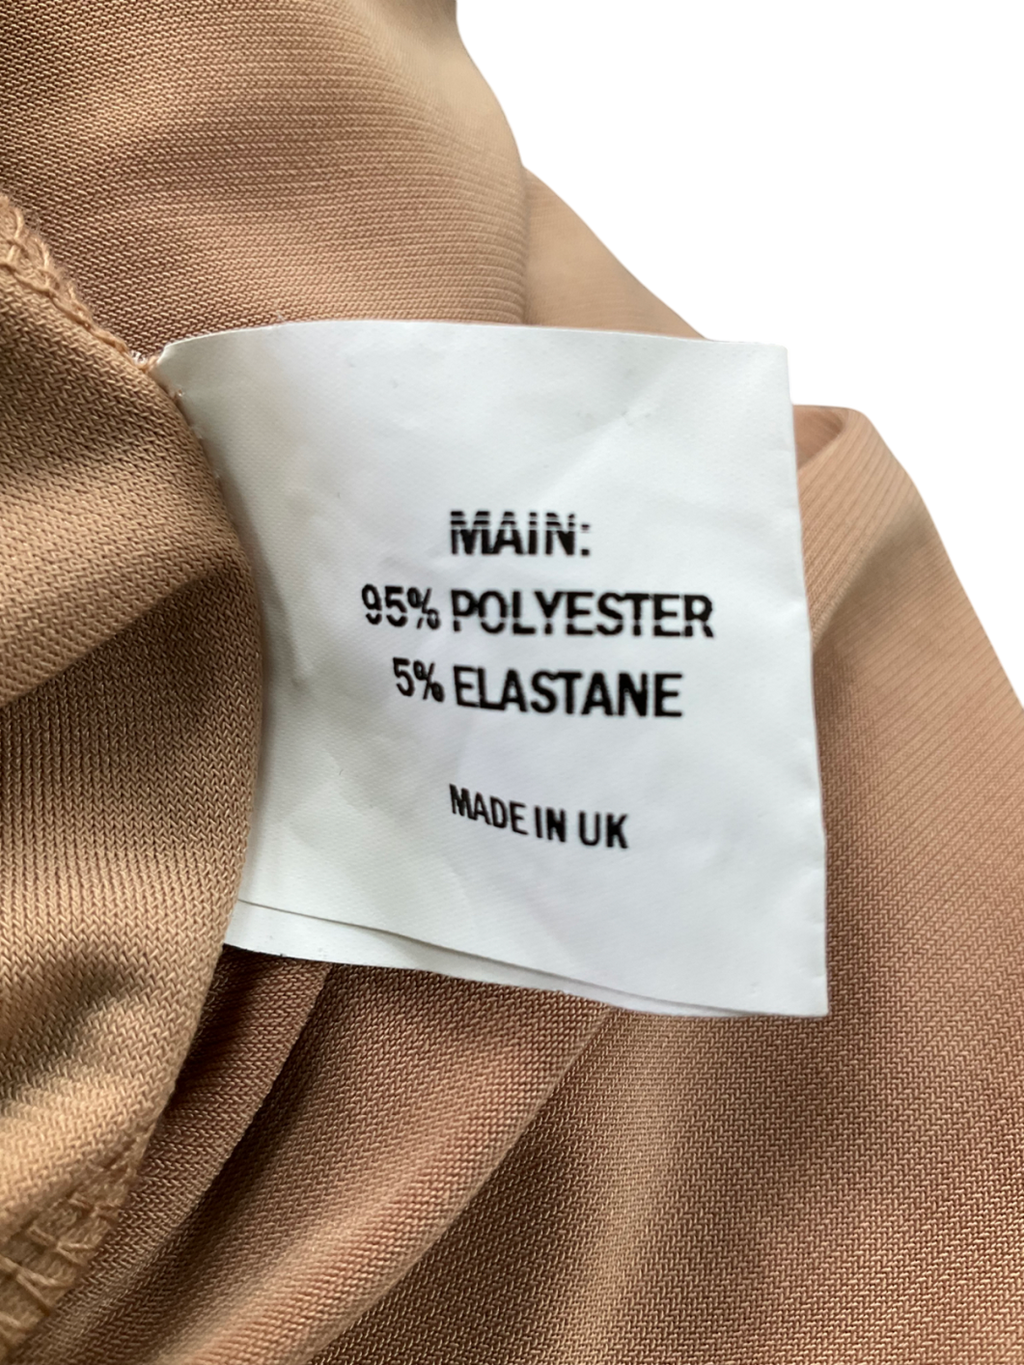 MAIN:
95% POLYESTER
5% ELASTANE
MADE IN UK